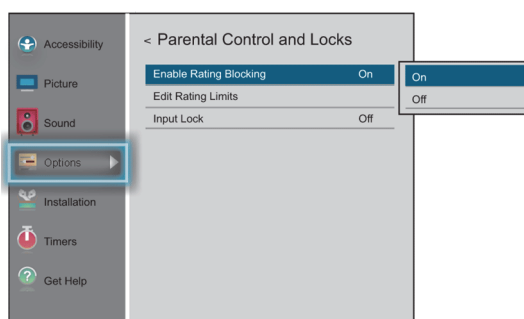 Accessibility
Picture
Sound
Options
Installation
Timers
Get Help
< Parental Control and Locks
Enable Rating Blocking On
Edit Rating Limits
Input Lock Off
On
Off